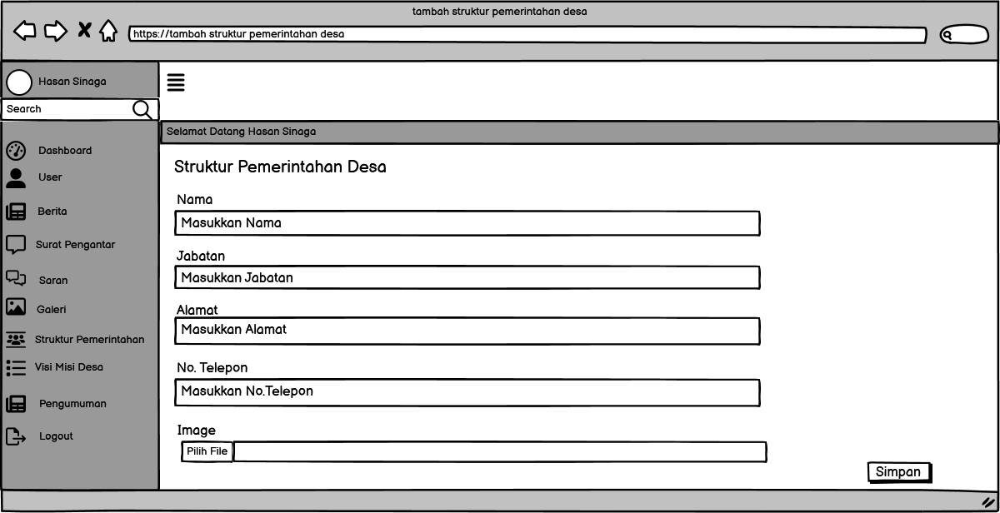 tambah struktur pemerintahan desa
https://tambah struktur pemerintahan desa
Hasan Sinaga
Search
Selamat Datang Hasan Sinaga
Dashboard
User
Berita
Surat Pengantar
Saran
Galeri
Struktur Pemerintahan
Visi Misi Desa
Pengumuman
Logout
Struktur Pemerintahan Desa
Nama
Masukkan Nama
Jabatan
Masukkan Jabatan
Alamat
Masukkan Alamat
No. Telepon
Masukkan No.Telepon
Image
Pilih File
Simpan